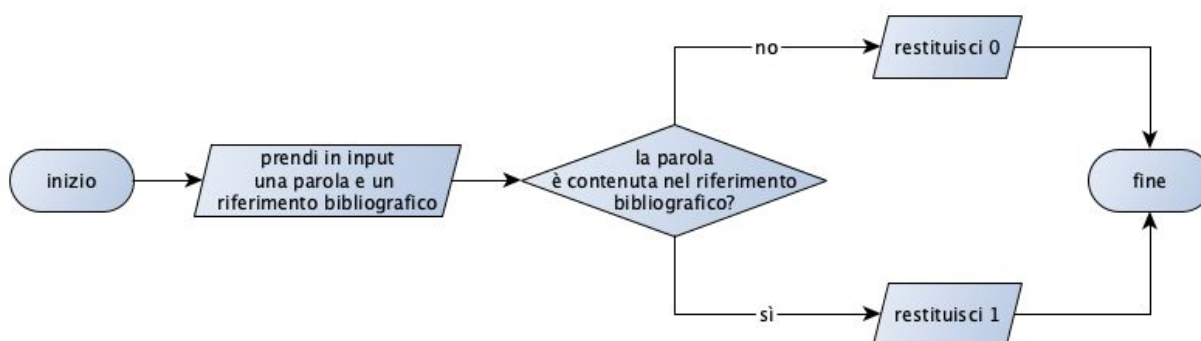 inizio
prendi in input
una parola e un
riferimento bibliografico
la parola
è contenuta nel riferimento
bibliografico?
no
restituisci 0
sì
restituisci 1
fine